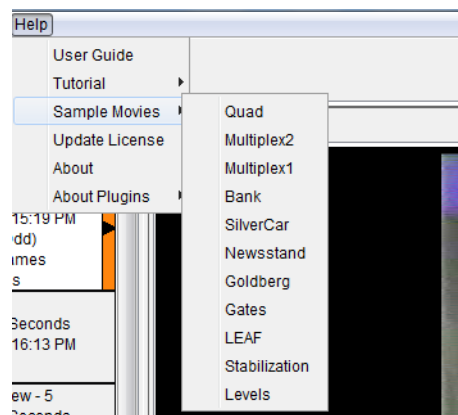 Help
User Guide
Tutorial
Sample Movies
Update License
About
About Plugins
Quad
Multiplex2
Multiplex1
Bank
SilverCar
Newsstand
Goldberg
Gates
LEAF
Stabilization
Levels
15:19 PM
dd)
ames
s
Seconds
16:13 PM
ew - 5